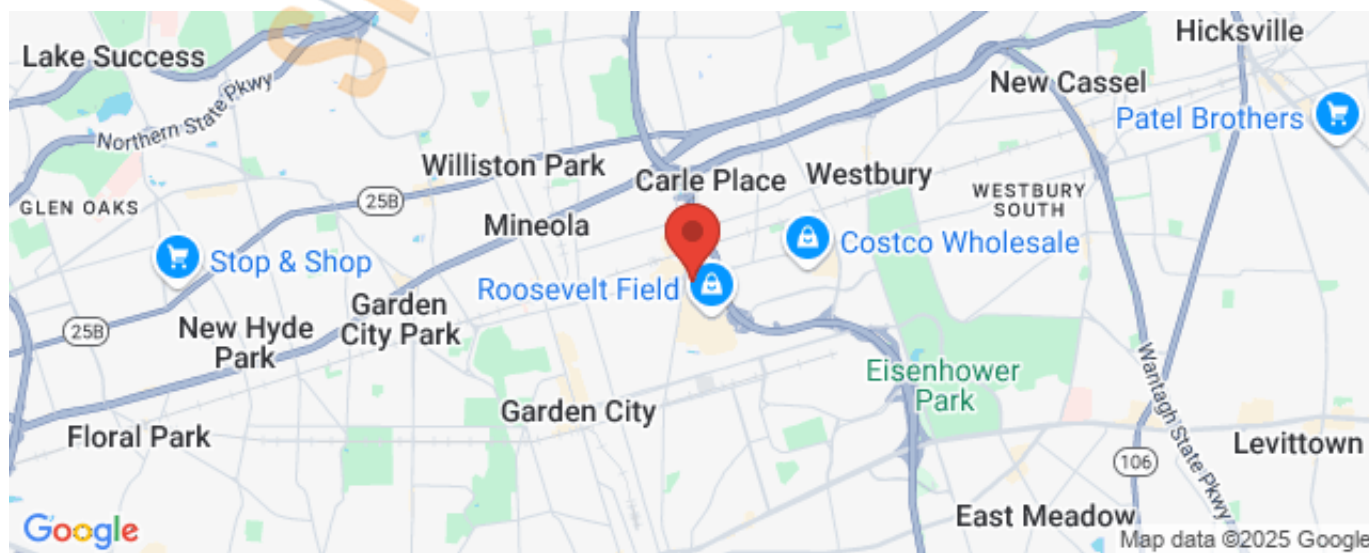 Hicksville
Lake Success
New Cassel
Northern State Pkwy
Patel Brothers
Williston Park
Carle Place
Westbury
GLEN OAKS
25B
WESTBURY
SOUTH
Mineola
Costco Wholesale
Stop & Shop
Roosevelt Field
Garden
City Park
25B
New Hyde
Park
Eisenhower
Park
Wantagh State Pkwy
Garden City
Floral Park
106
Levittown
East Meadow
Google
Map data ©2025 Google